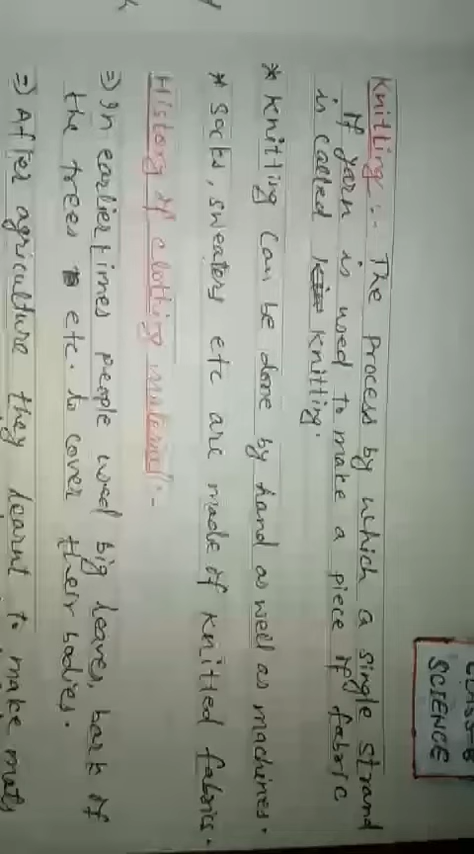 CLASS-6
SCIENCE
Knitting :- The process by which a single strand
of yarn is used to make a piece of fabric
is called knitting.
* Knitting can be done by hand as well as machines.
* Socks, sweaters etc are made of knitted fabrics.
History of clothing material:-
⇒ In earlier times people used big leaves, bark of
the trees etc. to cover their bodies.
⇒ After agriculture they learnt to make mats